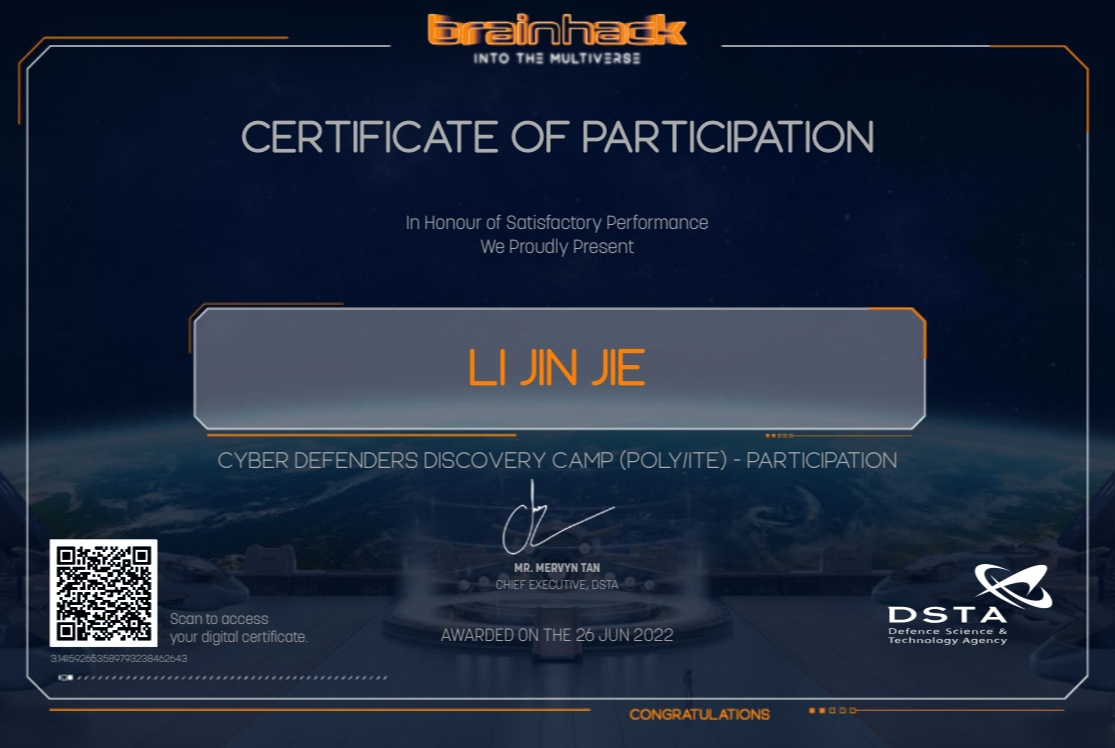 brainhack
INTO THE MULTIVERSE
CERTIFICATE OF PARTICIPATION
In Honour of Satisfactory Performance
We Proudly Present
LI JIN JIE
CYBER DEFENDERS DISCOVERY CAMP (POLY/ITE) - PARTICIPATION
MR. MERVYN TAN
CHIEF EXECUTIVE, DSTA
Scan to access
your digital certificate.
3.141592653589793238462643
AWARDED ON THE 26 JUN 2022
DSTA
Defence Science &
Technology Agency
CONGRATULATIONS